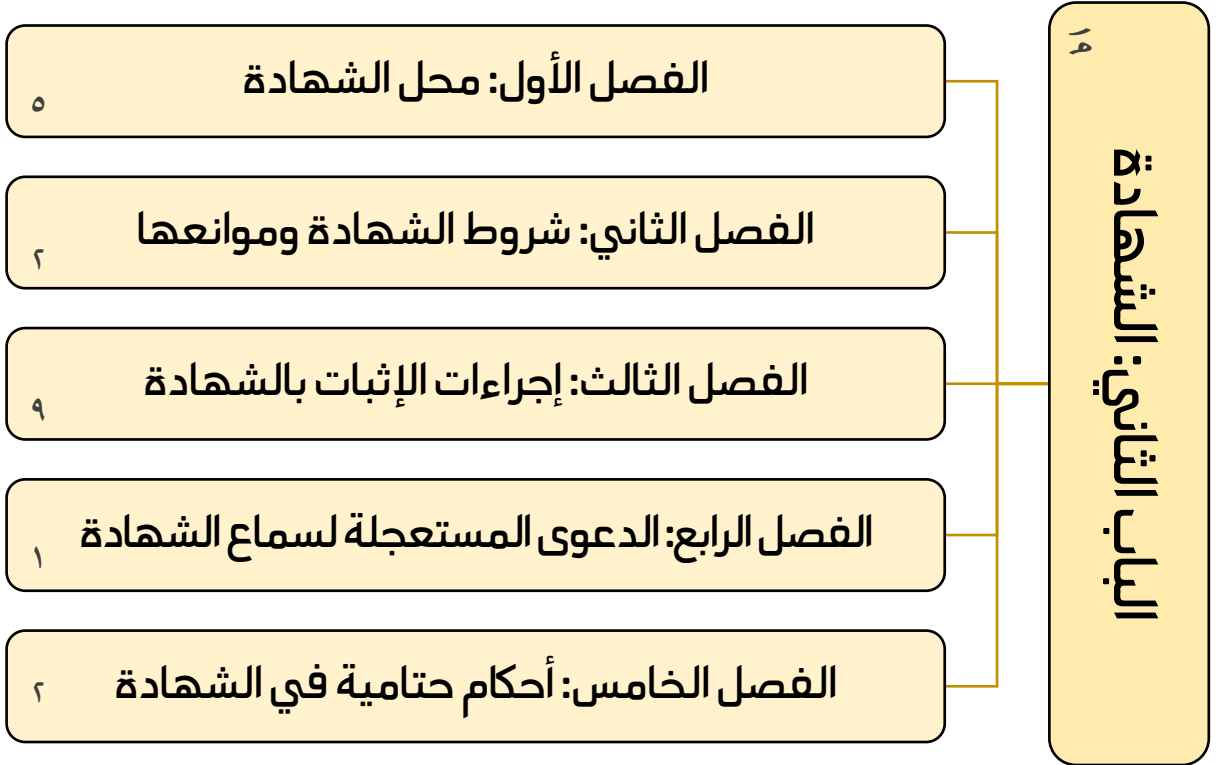 ١٩
الباب الثاني: الشهادة
الفصل الأول: محل الشهادة
٥
الفصل الثاني: شروط الشهادة وموانعها
٢
الفصل الثالث: إجراءات الإثبات بالشهادة
٩
الفصل الرابع: الدعوى المستعجلة لسماع الشهادة
١
الفصل الخامس: أحكام حتامية في الشهادة
٢